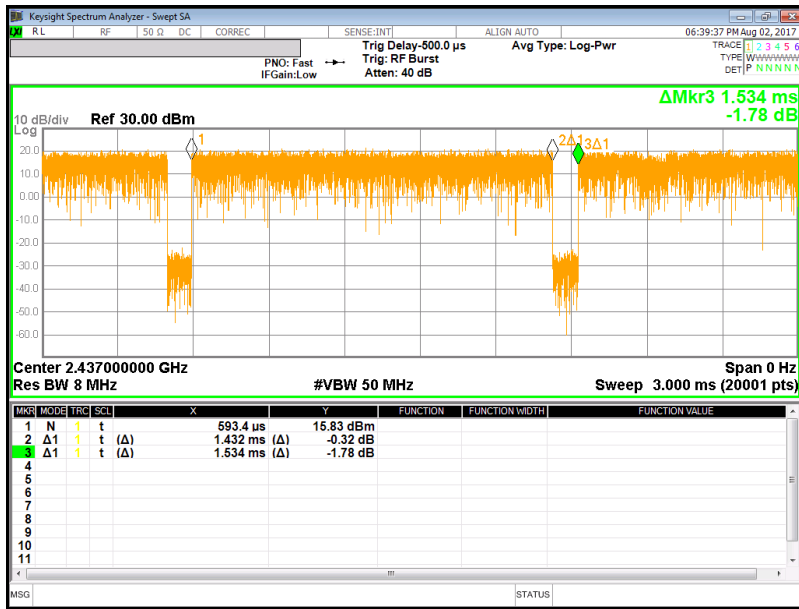 Keysight Spectrum Analyzer - Swept SA
LXI RL RF 50 Ω DC CORREC SENSE:INT ALIGN AUTO 06:39:37 PM Aug 02, 2017
Trig Delay-500.0 µs Avg Type: Log-Pwr TRACE 1 2 3 4 5 6
PNO: Fast Trig: RF Burst TYPE WWWWWW
IFGain:Low Atten: 40 dB DET P N N N N N
ΔMkr3 1.534 ms
-1.78 dB
10 dB/div Ref 30.00 dBm
Log
1 2Δ1 3Δ1
20.0
10.0
0.00
-10.0
-20.0
-30.0
-40.0
-50.0
-60.0
Center 2.437000000 GHz Span 0 Hz
Res BW 8 MHz #VBW 50 MHz Sweep 3.000 ms (20001 pts)
MKR MODE TRC SCL X Y FUNCTION FUNCTION WIDTH FUNCTION VALUE
1 N 1 t 593.4 µs 15.83 dBm
2 Δ1 1 t (Δ) 1.432 ms (Δ) -0.32 dB
3 Δ1 1 t (Δ) 1.534 ms (Δ) -1.78 dB
4
5
6
7
8
9
10
11
MSG STATUS